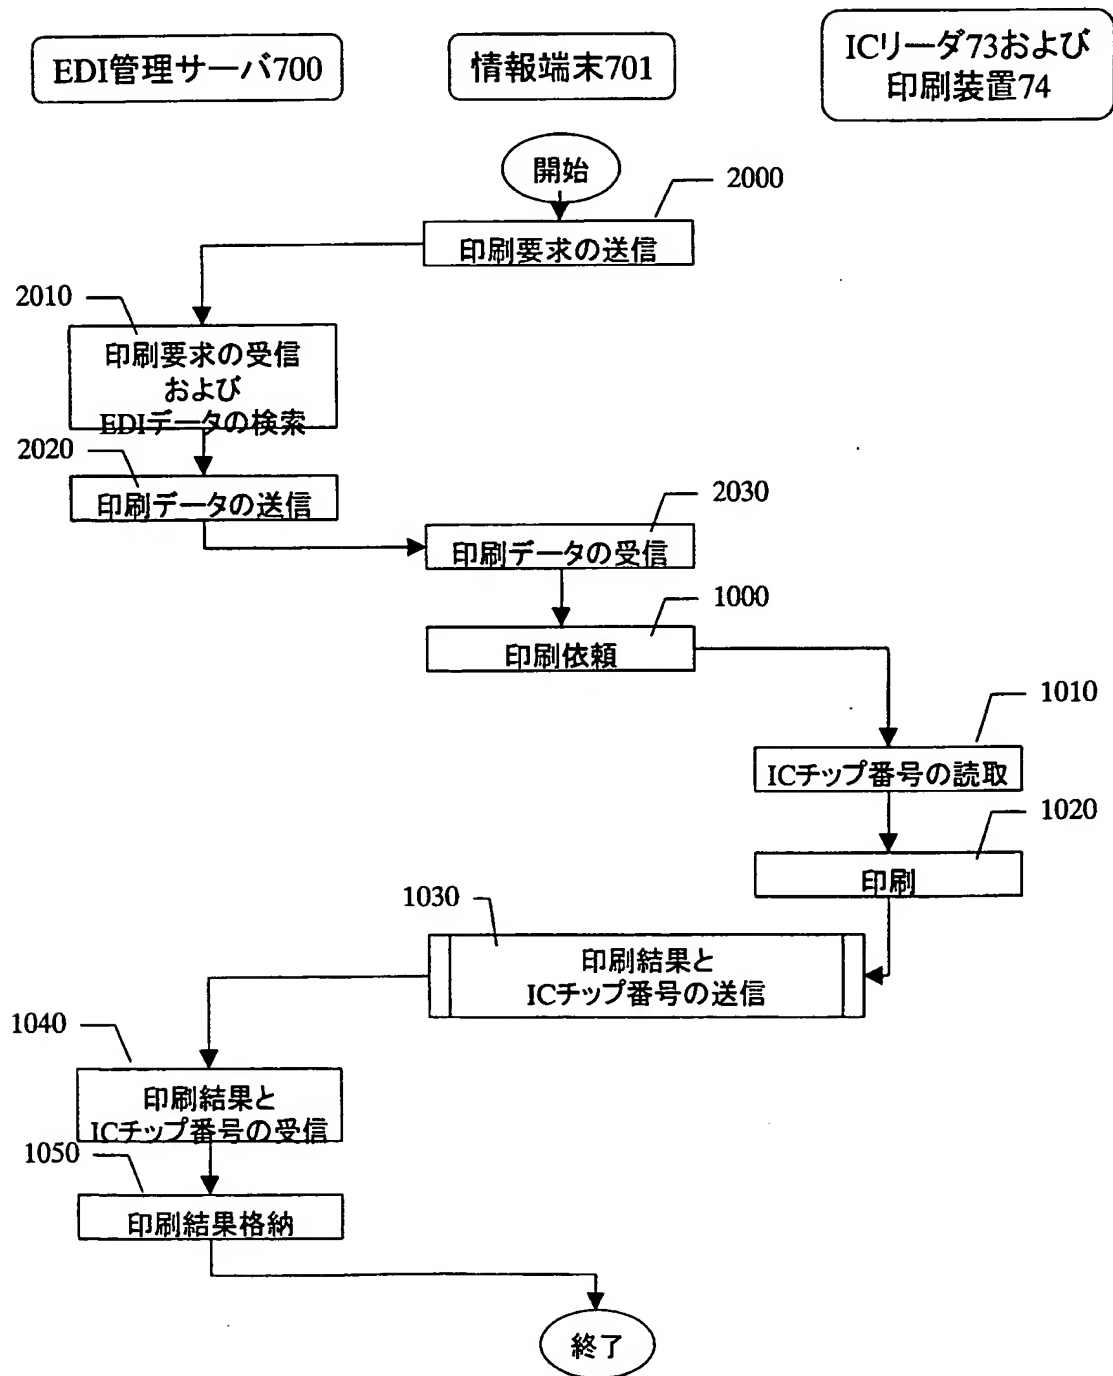 EDI管理サーバ700
情報端末701
ICリーダ73および
印刷装置74
開始
2000
印刷要求の送信
2010
印刷要求の受信
および
EDIデータの検索
2020
印刷データの送信
2030
印刷データの受信
1000
印刷依頼
1010
ICチップ番号の読取
1020
印刷
1030
印刷結果と
ICチップ番号の送信
1040
印刷結果と
ICチップ番号の受信
1050
印刷結果格納
終了